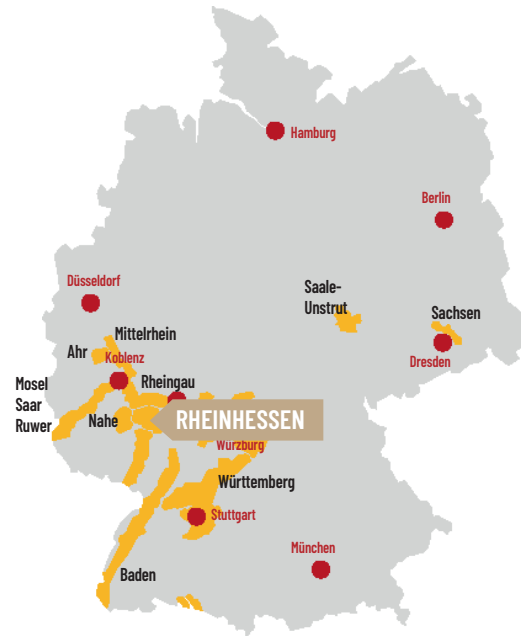 Hamburg
Berlin
Düsseldorf
Saale-
Unstrut
Sachsen
Mittelrhein
Ahr
Koblenz
Dresden
Mosel
Saar
Ruwer
Rheingau
Nahe
RHEINHESSEN
Würzburg
Württemberg
Stuttgart
München
Baden